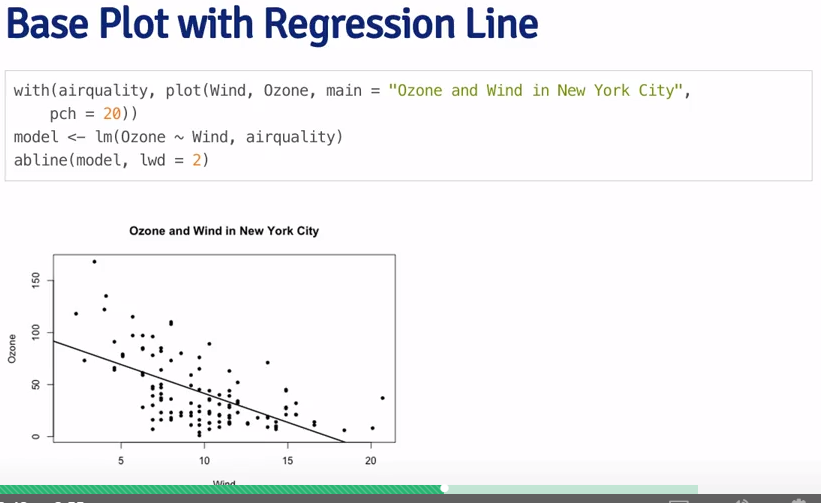 Base Plot with Regression Line
with(airquality, plot(Wind, Ozone, main = "Ozone and Wind in New York City",
pch = 20))
model <- lm(Ozone ~ Wind, airquality)
abline(model, lwd = 2)
Ozone and Wind in New York City
Ozone
150
100
50
0
5 10 15 20
Wind